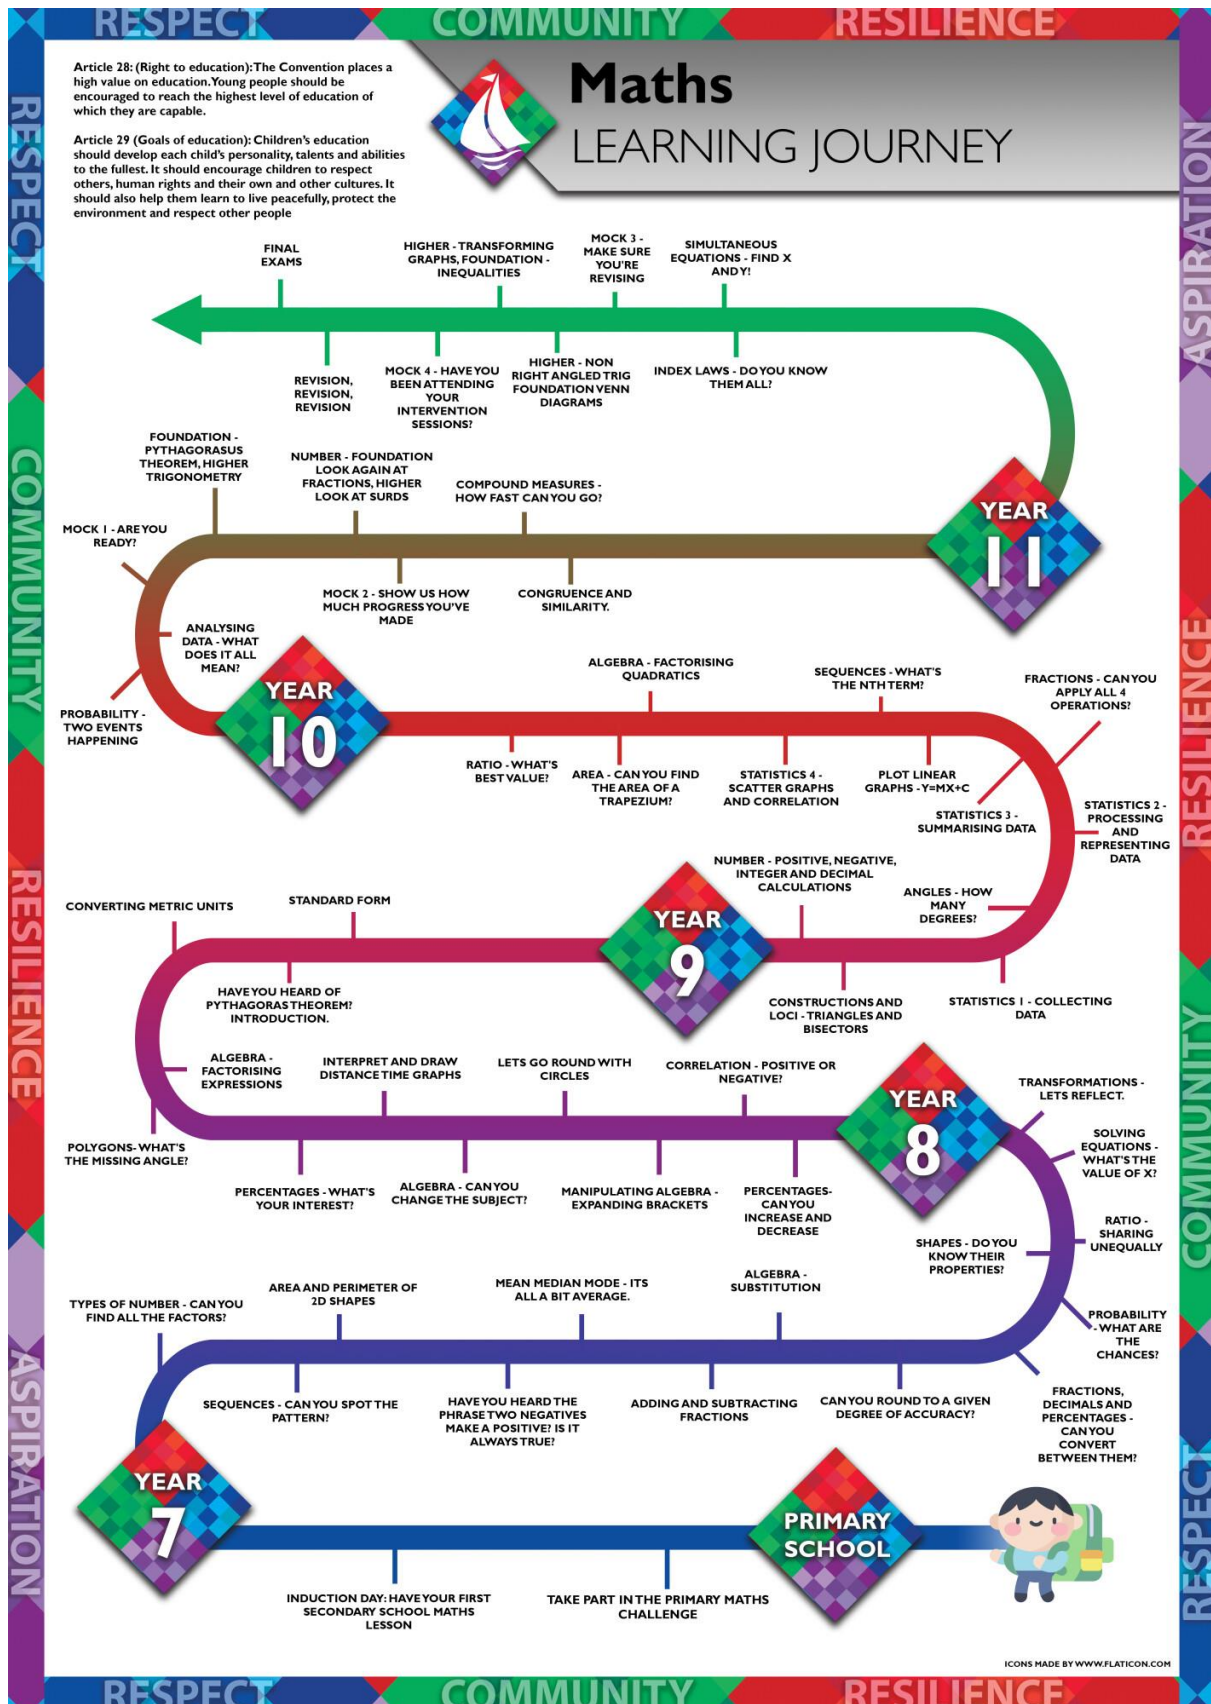 RESPECT
COMMUNITY
RESILIENCE
Article 28: (Right to education):The Convention places a
high value on education.Young people should be
encouraged to reach the highest level of education of
which they are capable.
Article 29 (Goals of education): Children's education
should develop each child's personality, talents and abilities
to the fullest. It should encourage children to respect
others, human rights and their own and other cultures. It
should also help them learn to live peacefully, protect the
environment and respect other people
Maths
LEARNING JOURNEY
RESPECT
COMMUNITY
RESILIENCE
ASPIRATION
ASPIRATION
RESILIENCE
COMMUNITY
RESPECT
FINAL
EXAMS
HIGHER - TRANSFORMING
GRAPHS, FOUNDATION -
INEQUALITIES
MOCK 3 -
MAKE SURE
YOU'RE
REVISING
SIMULTANEOUS
EQUATIONS - FIND X
AND Y!
REVISION,
REVISION,
REVISION
MOCK 4 - HAVE YOU
BEEN ATTENDING
YOUR
INTERVENTION
SESSIONS?
HIGHER - NON
RIGHT ANGLED TRIG
FOUNDATION VENN
DIAGRAMS
INDEX LAWS - DO YOU KNOW
THEM ALL?
FOUNDATION -
PYTHAGORASUS
THEOREM, HIGHER
TRIGONOMETRY
NUMBER - FOUNDATION
LOOK AGAIN AT
FRACTIONS, HIGHER
LOOK AT SURDS
COMPOUND MEASURES -
HOW FAST CAN YOU GO?
YEAR
11
MOCK 1 - ARE YOU
READY?
MOCK 2 - SHOW US HOW
MUCH PROGRESS YOU'VE
MADE
CONGRUENCE AND
SIMILARITY.
ANALYSING
DATA - WHAT
DOES IT ALL
MEAN?
PROBABILITY -
TWO EVENTS
HAPPENING
YEAR
10
ALGEBRA - FACTORISING
QUADRATICS
SEQUENCES - WHAT'S
THE NTH TERM?
FRACTIONS - CAN YOU
APPLY ALL 4
OPERATIONS?
RATIO - WHAT'S
BEST VALUE?
AREA - CAN YOU FIND
THE AREA OF A
TRAPEZIUM?
STATISTICS 4 -
SCATTER GRAPHS
AND CORRELATION
PLOT LINEAR
GRAPHS - Y=MX+C
STATISTICS 3 -
SUMMARISING DATA
STATISTICS 2 -
PROCESSING
AND
REPRESENTING
DATA
NUMBER - POSITIVE, NEGATIVE,
INTEGER AND DECIMAL
CALCULATIONS
ANGLES - HOW
MANY
DEGREES?
CONVERTING METRIC UNITS
STANDARD FORM
YEAR
9
HAVE YOU HEARD OF
PYTHAGORAS THEOREM?
INTRODUCTION.
CONSTRUCTIONS AND
LOCI - TRIANGLES AND
BISECTORS
STATISTICS 1 - COLLECTING
DATA
ALGEBRA -
FACTORISING
EXPRESSIONS
INTERPRET AND DRAW
DISTANCE TIME GRAPHS
LETS GO ROUND WITH
CIRCLES
CORRELATION - POSITIVE OR
NEGATIVE?
YEAR
8
TRANSFORMATIONS -
LETS REFLECT.
POLYGONS- WHAT'S
THE MISSING ANGLE?
SOLVING
EQUATIONS -
WHAT'S THE
VALUE OF X?
PERCENTAGES - WHAT'S
YOUR INTEREST?
ALGEBRA - CAN YOU
CHANGE THE SUBJECT?
MANIPULATING ALGEBRA -
EXPANDING BRACKETS
PERCENTAGES-
CAN YOU
INCREASE AND
DECREASE
RATIO -
SHARING
UNEQUALLY
SHAPES - DO YOU
KNOW THEIR
PROPERTIES?
TYPES OF NUMBER - CAN YOU
FIND ALL THE FACTORS?
AREA AND PERIMETER OF
2D SHAPES
MEAN MEDIAN MODE - ITS
ALL A BIT AVERAGE.
ALGEBRA -
SUBSTITUTION
PROBABILITY
- WHAT ARE
THE
CHANCES?
SEQUENCES - CAN YOU SPOT THE
PATTERN?
HAVE YOU HEARD THE
PHRASE TWO NEGATIVES
MAKE A POSITIVE? IS IT
ALWAYS TRUE?
ADDING AND SUBTRACTING
FRACTIONS
CAN YOU ROUND TO A GIVEN
DEGREE OF ACCURACY?
FRACTIONS,
DECIMALS AND
PERCENTAGES -
CAN YOU
CONVERT
BETWEEN THEM?
YEAR
7
PRIMARY
SCHOOL
INDUCTION DAY: HAVE YOUR FIRST
SECONDARY SCHOOL MATHS
LESSON
TAKE PART IN THE PRIMARY MATHS
CHALLENGE
ICONS MADE BY WWW.FLATICON.COM
RESPECT
COMMUNITY
RESILIENCE